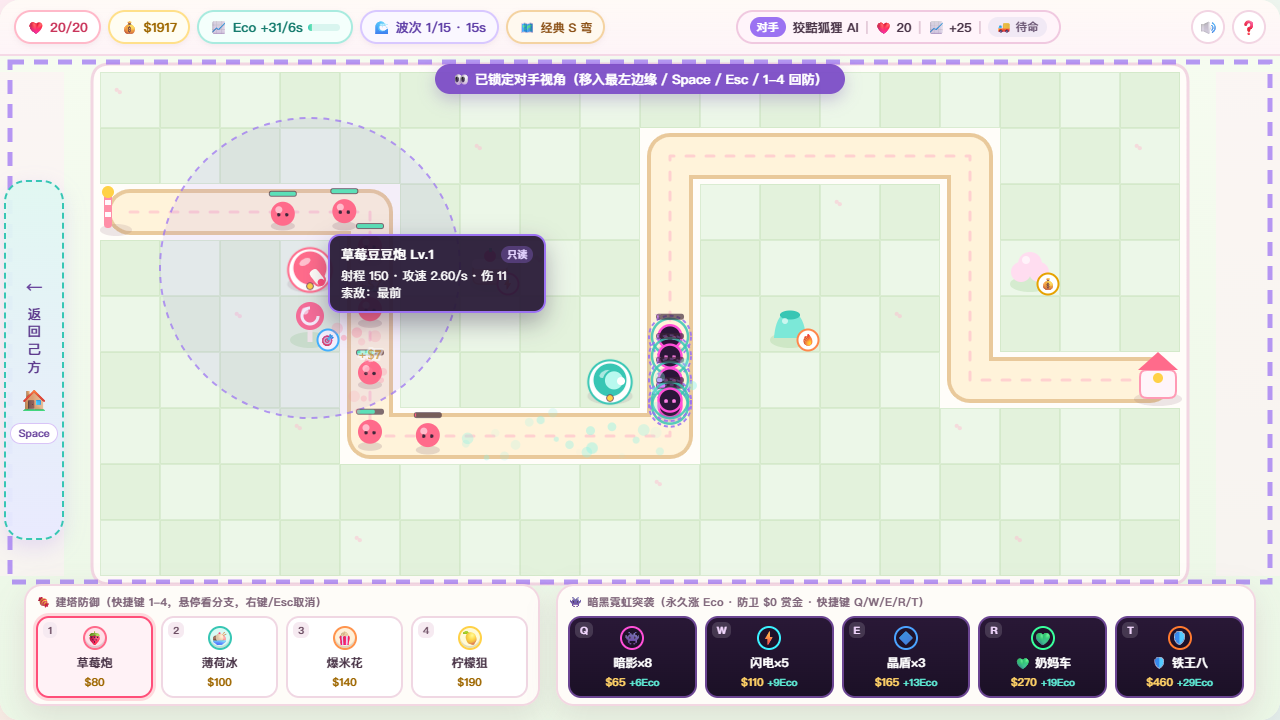 20/20
$1917
Eco +31/6s
波次 1/15 · 15s
经典 S 弯
对手
狡黠狐狸 AI
20
+25
待命
已锁定对手视角（移入最左边缘 / Space / Esc / 1–4 回防）
←
返回己方
Space
草莓豆豆炮 Lv.1
只读
射程 150 · 攻速 2.60/s · 伤 11
索敌：最前
建塔防御（快捷键 1–4，悬停看分支，右键/Esc取消）
1
草莓炮
$80
2
薄荷冰
$100
3
爆米花
$140
4
柠檬狙
$190
暗黑霓虹突袭（永久涨 Eco · 防卫 $0 赏金 · 快捷键 Q/W/E/R/T）
Q
暗影x8
$65 +6Eco
W
闪电x5
$110 +9Eco
E
晶盾x3
$165 +13Eco
R
奶妈车
$270 +19Eco
T
铁王八
$460 +29Eco